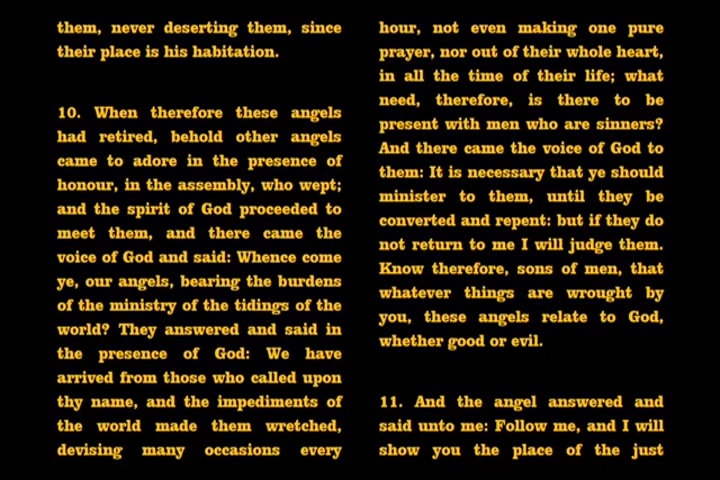 them, never deserting them, since
their place is his habitation.
10. When therefore these angels
had retired, behold other angels
came to adore in the presence of
honour, in the assembly, who wept;
and the spirit of God proceeded to
meet them, and there came the
voice of God and said: Whence come
ye, our angels, bearing the burdens
of the ministry of the tidings of the
world? They answered and said in
the presence of God: We have
arrived from those who called upon
thy name, and the impediments of
the world made them wretched,
devising many occasions every
hour, not even making one pure
prayer, nor out of their whole heart,
in all the time of their life; what
need, therefore, is there to be
present with men who are sinners?
And there came the voice of God to
them: It is necessary that ye should
minister to them, until they be
converted and repent: but if they do
not return to me I will judge them.
Know therefore, sons of men, that
whatever things are wrought by
you, these angels relate to God,
whether good or evil.
11. And the angel answered and
said unto me: Follow me, and I will
show you the place of the just